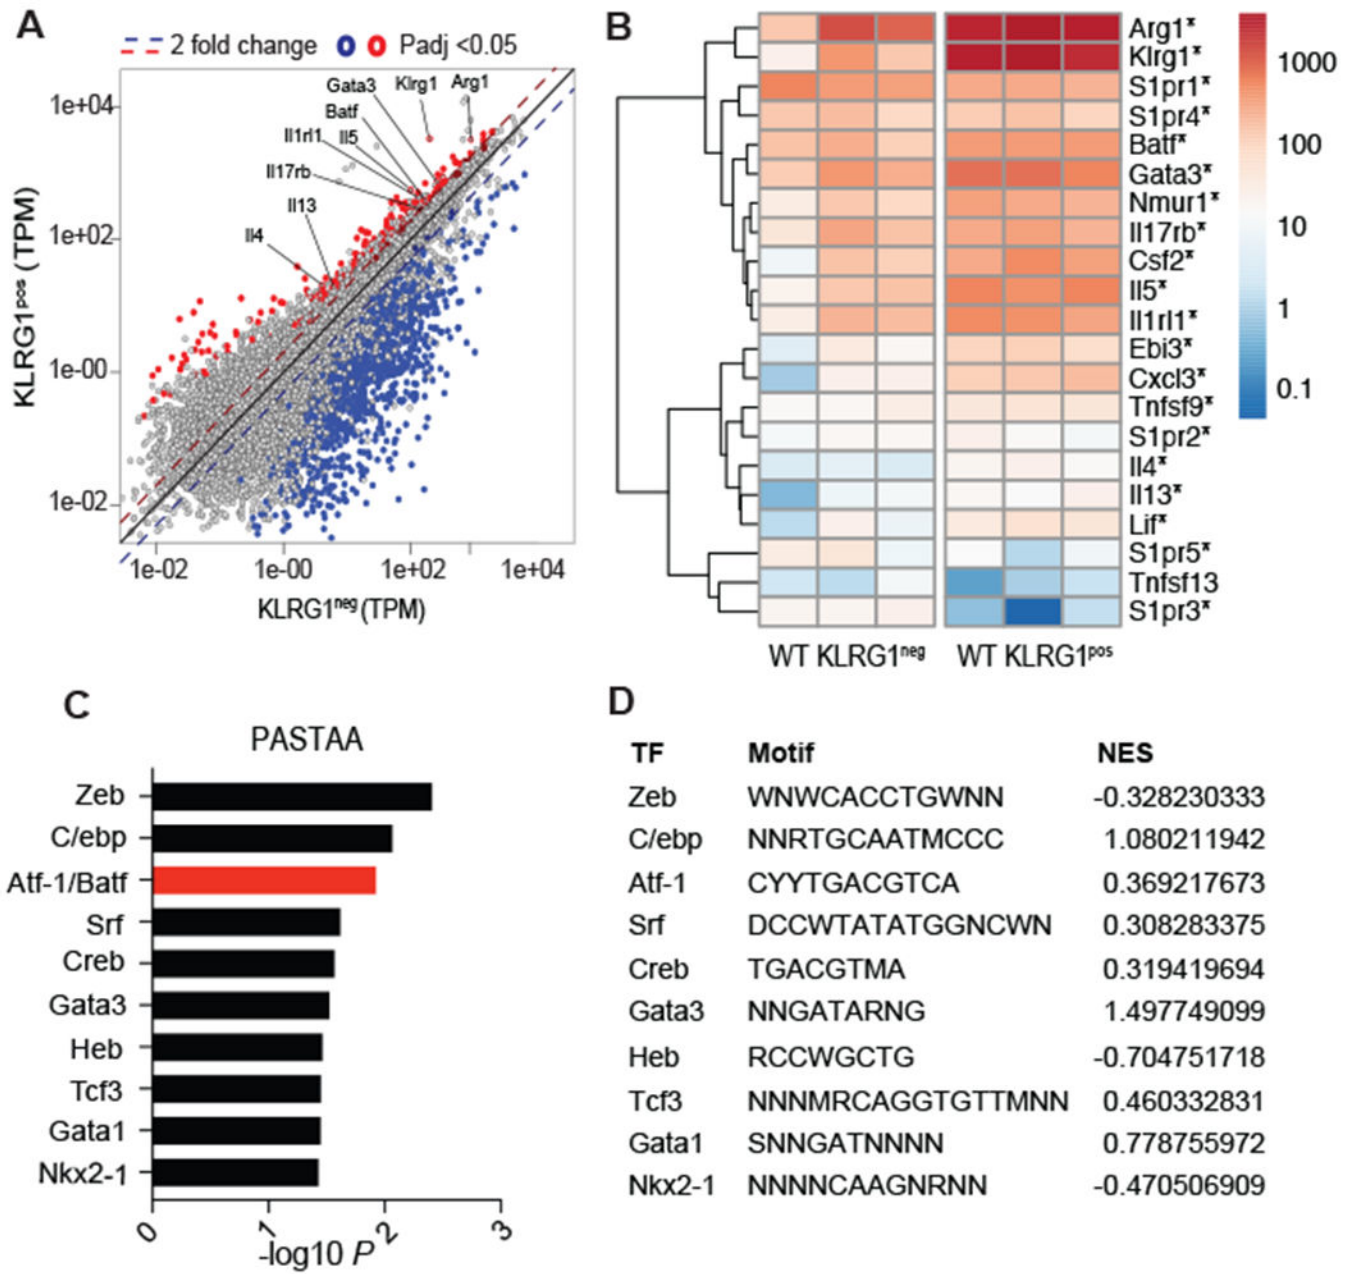 A
2 fold change Padj <0.05
Gata3 Klrg1 Arg1
Batf
Il1rl1 Il5
Il17rb
Il13
Il4
1e+04
1e+02
1e-00
1e-02
KLRG1pos (TPM)
1e-02 1e-00 1e+02 1e+04
KLRG1neg (TPM)
B
Arg1*
Klrg1*
S1pr1*
S1pr4*
Batf*
Gata3*
Nmur1*
Il17rb*
Csf2*
Il5*
Il1rl1*
Ebi3*
Cxcl3*
Tnfsf9*
S1pr2*
Il4*
Il13*
Lif*
S1pr5*
Tnfsf13
S1pr3*
1000
100
10
1
0.1
WT KLRG1neg WT KLRG1pos
C
PASTAA
Zeb
C/ebp
Atf-1/Batf
Srf
Creb
Gata3
Heb
Tcf3
Gata1
Nkx2-1
0 1 2 3
-log10 P
D
TF Motif NES
Zeb WNWCACCTGWNN -0.328230333
C/ebp NNRTGCAATMCCC 1.080211942
Atf-1 CYYTGACGTCA 0.369217673
Srf DCCWTATATGGNCWN 0.308283375
Creb TGACGTMA 0.319419694
Gata3 NNGATARNG 1.497749099
Heb RCCWGCTG -0.704751718
Tcf3 NNNMRCAGGTGTTMNN 0.460332831
Gata1 SNNGATNNNN 0.778755972
Nkx2-1 NNNNCAAGNRNN -0.470506909